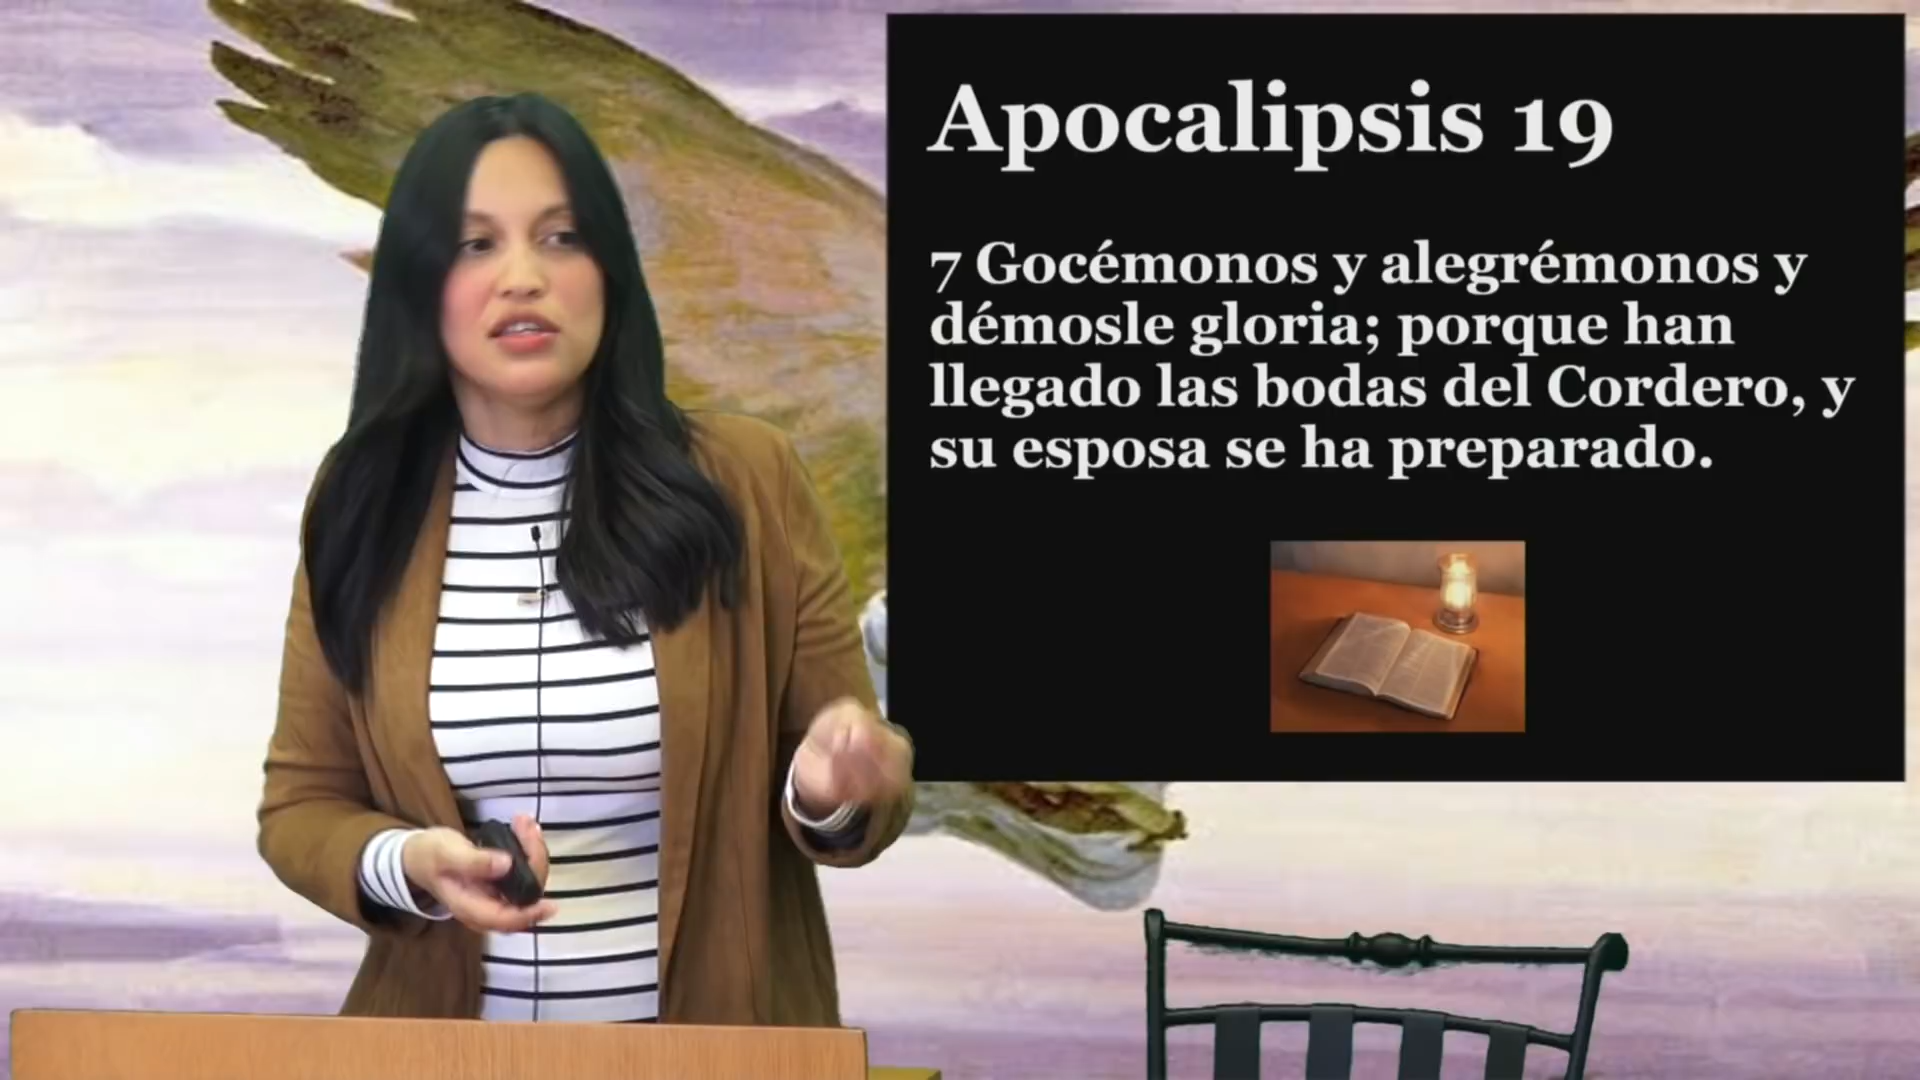 Apocalipsis 19
7 Gocémonos y alegrémonos y
démosle gloria; porque han
llegado las bodas del Cordero, y
su esposa se ha preparado.